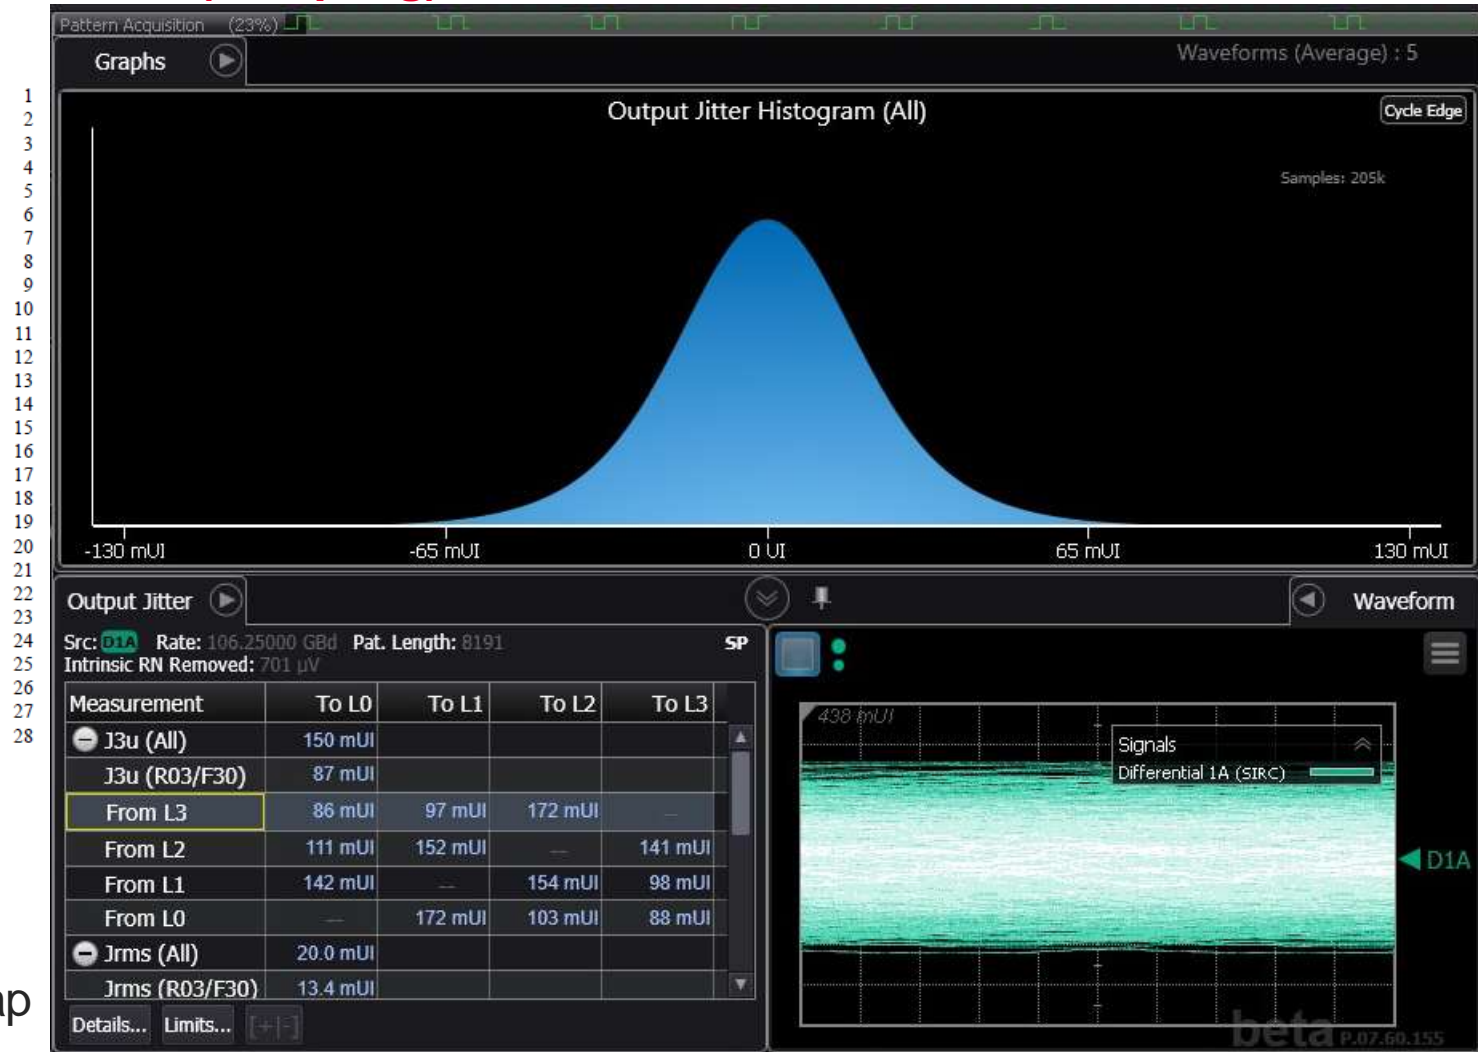 Pattern Acquisition (23%)
Graphs
Waveforms (Average) : 5
1
2
3
4
5
6
7
8
9
10
11
12
13
14
15
16
17
18
19
20
21
22
23
24
25
26
27
28
Output Jitter Histogram (All)
Cycle Edge
Samples: 205k
-130 mUI -65 mUI 0 UI 65 mUI 130 mUI
Output Jitter
Waveform
Src: D1A Rate: 106.25000 GBd Pat. Length: 8191 SP
Intrinsic RN Removed: 701 µV
Measurement To L0 To L1 To L2 To L3
J3u (All) 150 mUI
J3u (R03/F30) 87 mUI
From L3 86 mUI 97 mUI 172 mUI --
From L2 111 mUI 152 mUI -- 141 mUI
From L1 142 mUI -- 154 mUI 98 mUI
From L0 -- 172 mUI 103 mUI 88 mUI
Jrms (All) 20.0 mUI
Jrms (R03/F30) 13.4 mUI
Details... Limits... [+|-]
438 mUI
Signals
Differential 1A (SIRC)
D1A
beta P.07.60.155